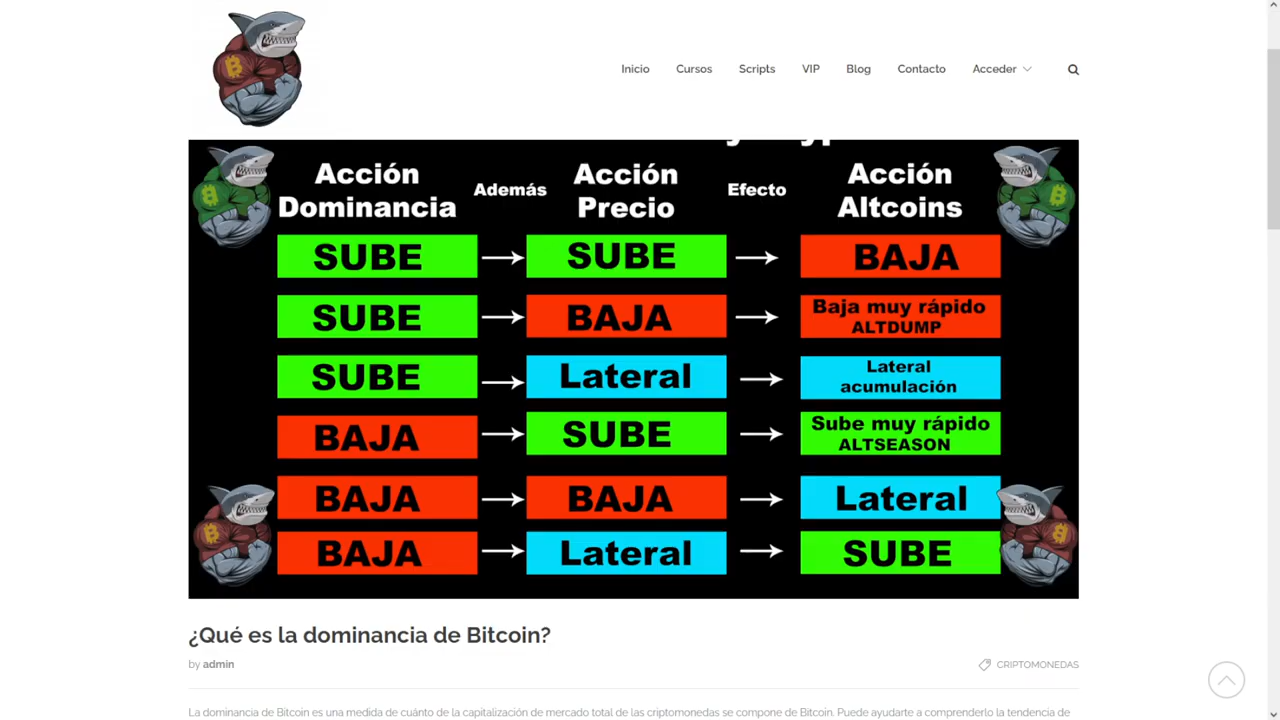 Inicio Cursos Scripts VIP Blog Contacto Acceder
Acción Dominancia Además Acción Precio Efecto Acción Altcoins
SUBE SUBE BAJA
SUBE BAJA Baja muy rápido ALTDUMP
SUBE Lateral Lateral acumulación
BAJA SUBE Sube muy rápido ALTSEASON
BAJA BAJA Lateral
BAJA Lateral SUBE
¿Qué es la dominancia de Bitcoin?
by admin CRIPTOMONEDAS
La dominancia de Bitcoin es una medida de cuánto de la capitalización de mercado total de las criptomonedas se compone de Bitcoin. Puede ayudarte a comprenderlo la tendencia de